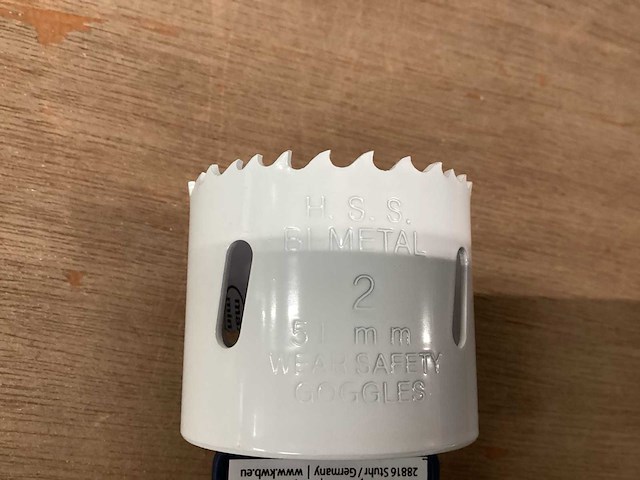 H. S. S.
BI METAL
2
51 mm
WEAR SAFETY
GOGGLES
28816 Stuhr / Germany | www.kwb.eu